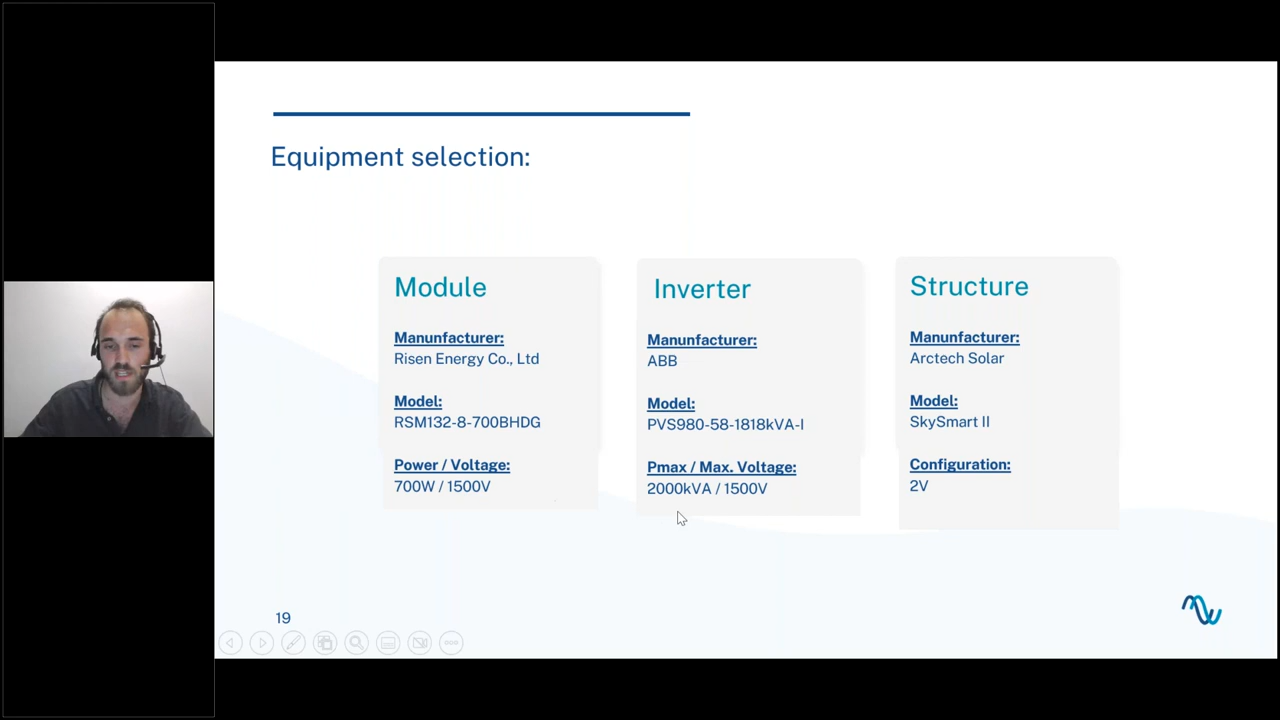 Equipment selection:
Module
Manunfacturer:
Risen Energy Co., Ltd
Model:
RSM132-8-700BHDG
Power / Voltage:
700W / 1500V
Inverter
Manunfacturer:
ABB
Model:
PVS980-58-1818kVA-I
Pmax / Max. Voltage:
2000kVA / 1500V
Structure
Manunfacturer:
Arctech Solar
Model:
SkySmart II
Configuration:
2V
19